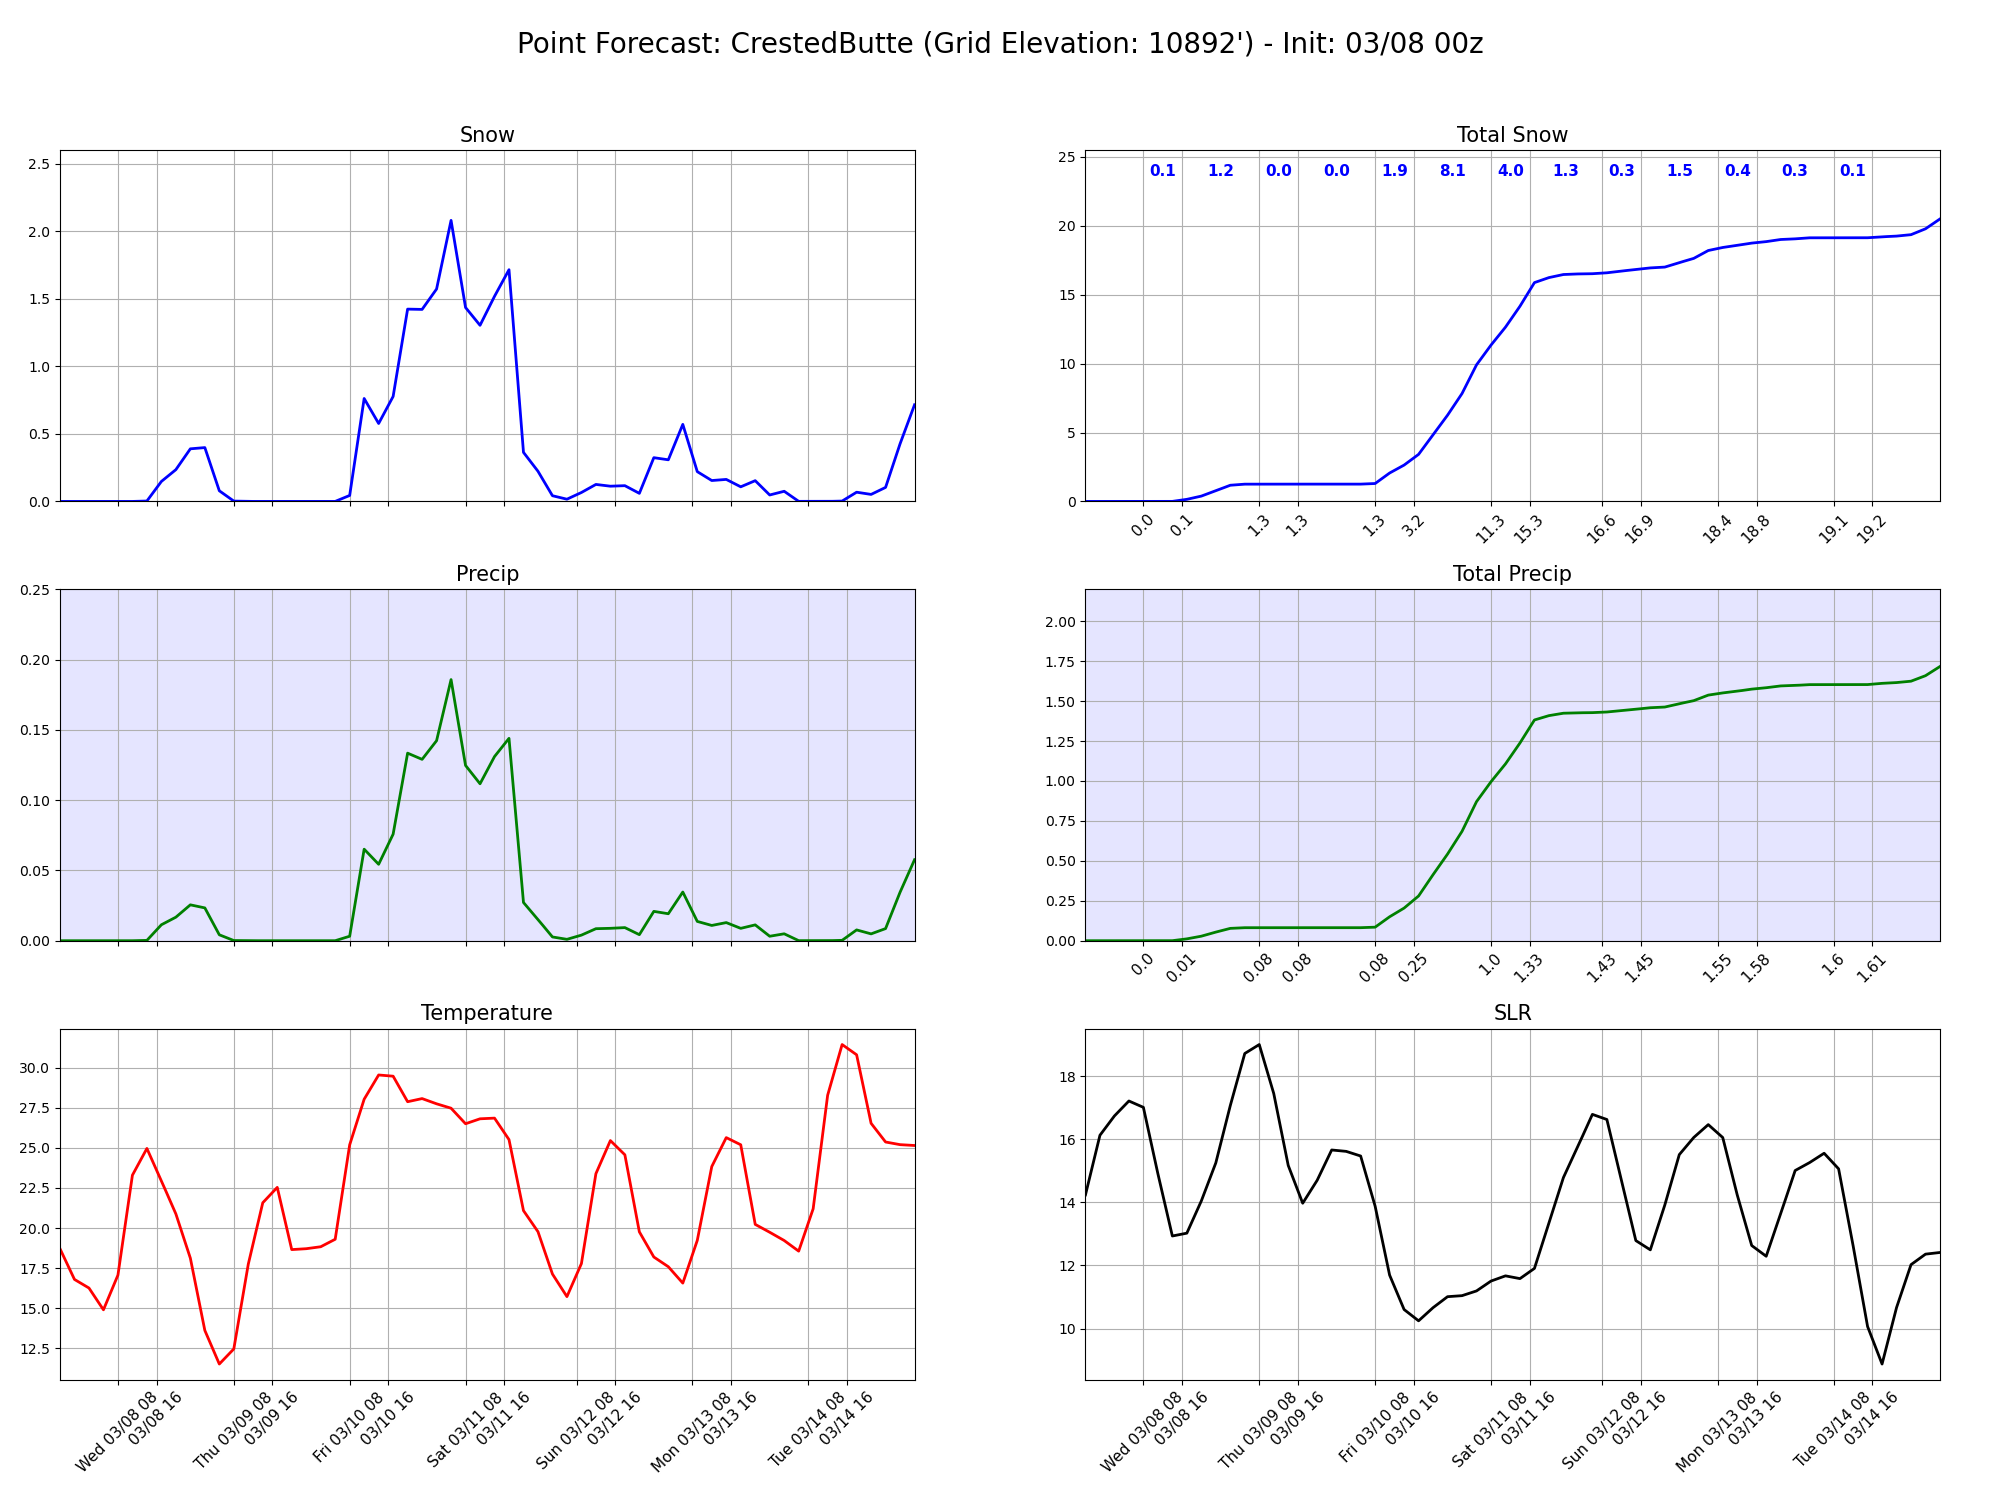 Point Forecast: CrestedButte (Grid Elevation: 10892') - Init: 03/08 00z
Snow
2.5
2.0
1.5
1.0
0.5
0.0
Total Snow
0.1 1.2 0.0 0.0 1.9 8.1 4.0 1.3 0.3 1.5 0.4 0.3 0.1
25
20
15
10
5
0
0.0 0.1 1.3 1.3 1.3 3.2 11.3 15.3 16.6 16.9 18.4 18.8 19.1 19.2
Precip
0.25
0.20
0.15
0.10
0.05
0.00
Total Precip
2.00
1.75
1.50
1.25
1.00
0.75
0.50
0.25
0.00
0.0 0.01 0.08 0.08 0.08 0.25 1.0 1.33 1.43 1.45 1.55 1.58 1.6 1.61
Temperature
30.0
27.5
25.0
22.5
20.0
17.5
15.0
12.5
Wed 03/08 08
03/08 16
Thu 03/09 08
03/09 16
Fri 03/10 08
03/10 16
Sat 03/11 08
03/11 16
Sun 03/12 08
03/12 16
Mon 03/13 08
03/13 16
Tue 03/14 08
03/14 16
SLR
18
16
14
12
10
Wed 03/08 08
03/08 16
Thu 03/09 08
03/09 16
Fri 03/10 08
03/10 16
Sat 03/11 08
03/11 16
Sun 03/12 08
03/12 16
Mon 03/13 08
03/13 16
Tue 03/14 08
03/14 16